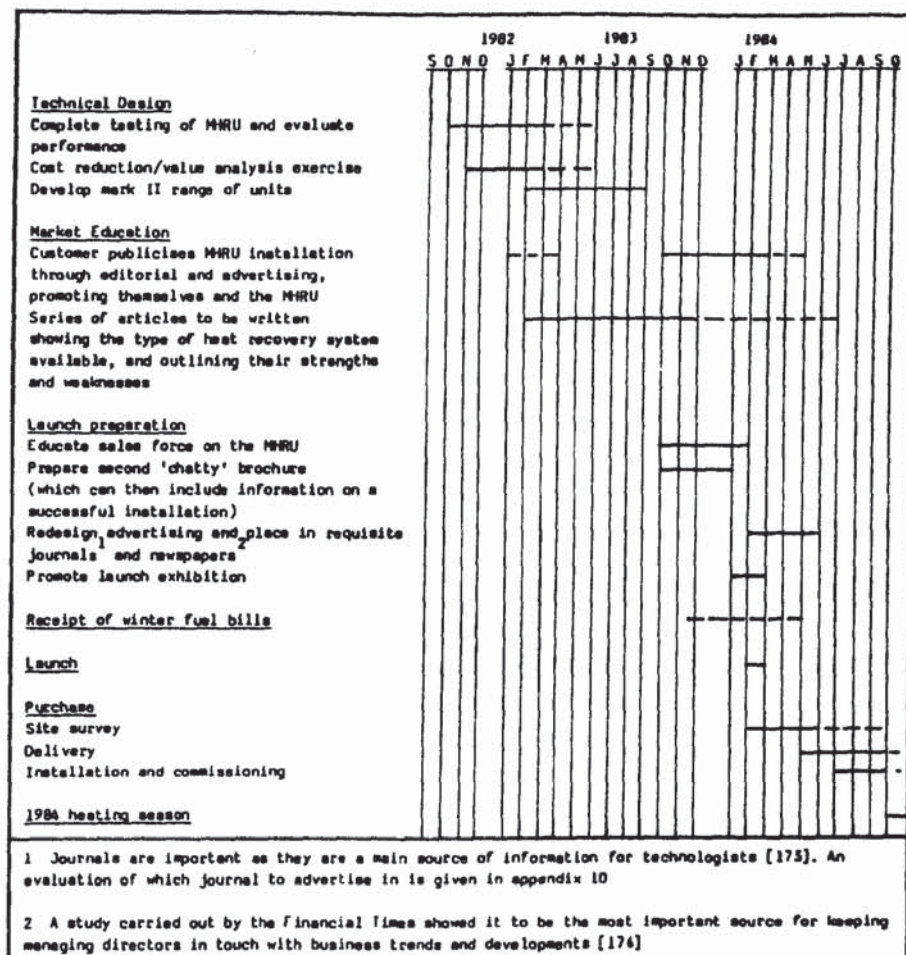 1982 1983 1984
S O N D J F M A M J J A S O N D J F M A M J J A S O
Technical Design
Complete testing of MHRU and evaluate
performance
Cost reduction/value analysis exercise
Develop mark II range of units
Market Education
Customer publicises MHRU installation
through editorial and advertising,
promoting themselves and the MHRU
Series of articles to be written
showing the type of heat recovery system
available, and outlining their strengths
and weaknesses
Launch preparation
Educate sales force on the MHRU
Prepare second 'chatty' brochure
(which can then include information on a
successful installation)
Redesign advertising and place in requisite
journals1 and newspapers2
Promote launch exhibition
Receipt of winter fuel bills
Launch
Purchase
Site survey
Delivery
Installation and commissioning
1984 heating season
1 Journals are important as they are a main source of information for technologists [175]. An
evaluation of which journal to advertise in is given in appendix 10
2 A study carried out by the Financial Times showed it to be the most important source for keeping
managing directors in touch with business trends and developments [176]